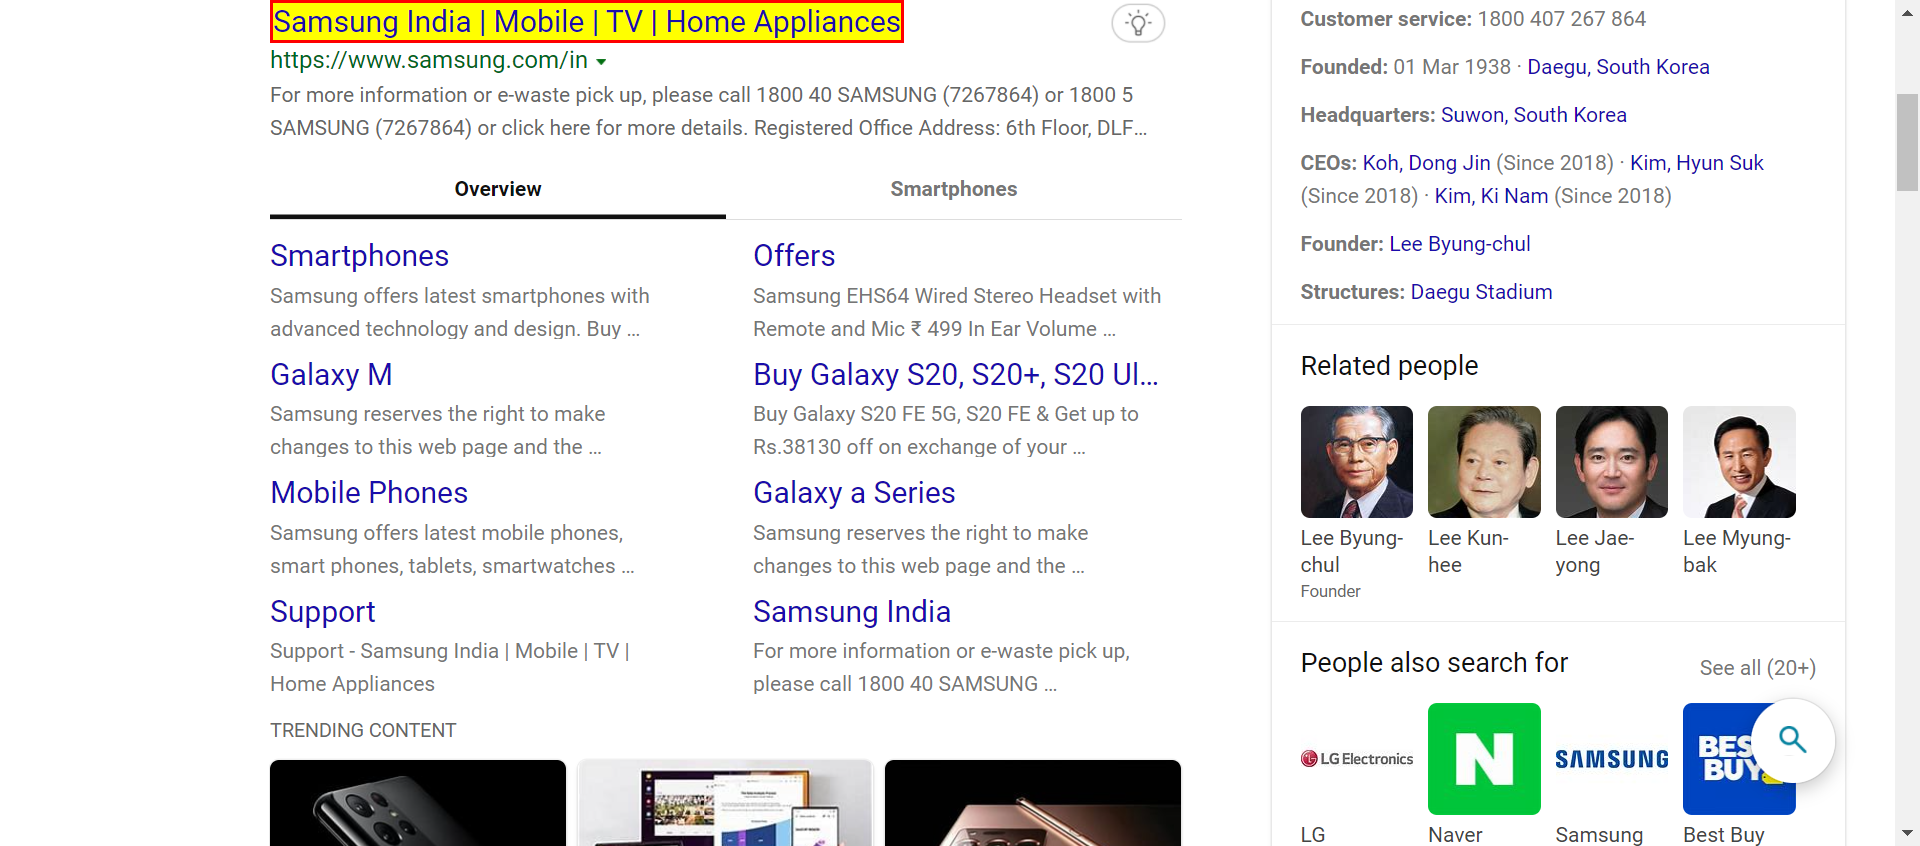 Samsung India | Mobile | TV | Home Appliances
https://www.samsung.com/in
For more information or e-waste pick up, please call 1800 40 SAMSUNG (7267864) or 1800 5
SAMSUNG (7267864) or click here for more details. Registered Office Address: 6th Floor, DLF…
Overview
Smartphones
Smartphones
Samsung offers latest smartphones with
advanced technology and design. Buy …
Offers
Samsung EHS64 Wired Stereo Headset with
Remote and Mic ₹ 499 In Ear Volume …
Galaxy M
Samsung reserves the right to make
changes to this web page and the …
Buy Galaxy S20, S20+, S20 Ul…
Buy Galaxy S20 FE 5G, S20 FE & Get up to
Rs.38130 off on exchange of your …
Mobile Phones
Samsung offers latest mobile phones,
smart phones, tablets, smartwatches …
Galaxy a Series
Samsung reserves the right to make
changes to this web page and the …
Support
Support - Samsung India | Mobile | TV |
Home Appliances
Samsung India
For more information or e-waste pick up,
please call 1800 40 SAMSUNG …
TRENDING CONTENT
Customer service: 1800 407 267 864
Founded: 01 Mar 1938 · Daegu, South Korea
Headquarters: Suwon, South Korea
CEOs: Koh, Dong Jin (Since 2018) · Kim, Hyun Suk
(Since 2018) · Kim, Ki Nam (Since 2018)
Founder: Lee Byung-chul
Structures: Daegu Stadium
Related people
Lee Byung-
chul
Founder
Lee Kun-
hee
Lee Jae-
yong
Lee Myung-
bak
People also search for
See all (20+)
LG Electronics
N
SAMSUNG
BES
BUY
LG
Naver
Samsung
Best Buy